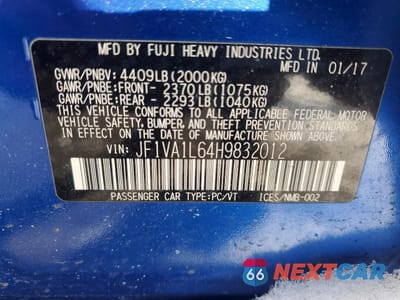 MFD BY FUJI HEAVY INDUSTRIES LTD.
GVWR/PNBV: 4409LB(2000KG) MFD IN 01/17
GAWR/PNBE:FRONT- 2370LB(1075KG)
GAWR/PNBE:REAR - 2293LB(1040KG)
THIS VEHICLE CONFORMS TO ALL APPLICABLE FEDERAL MOTOR
VEHICLE SAFETY, BUMPER, AND THEFT PREVENTION STANDARDS
IN EFFECT ON THE DATE OF MANUFACTURE SHOWN ABOVE.
VIN: JF1VA1L64H9832012
PASSENGER CAR TYPE:PC/VT ICES/NMB-002
66 NEXTCAR